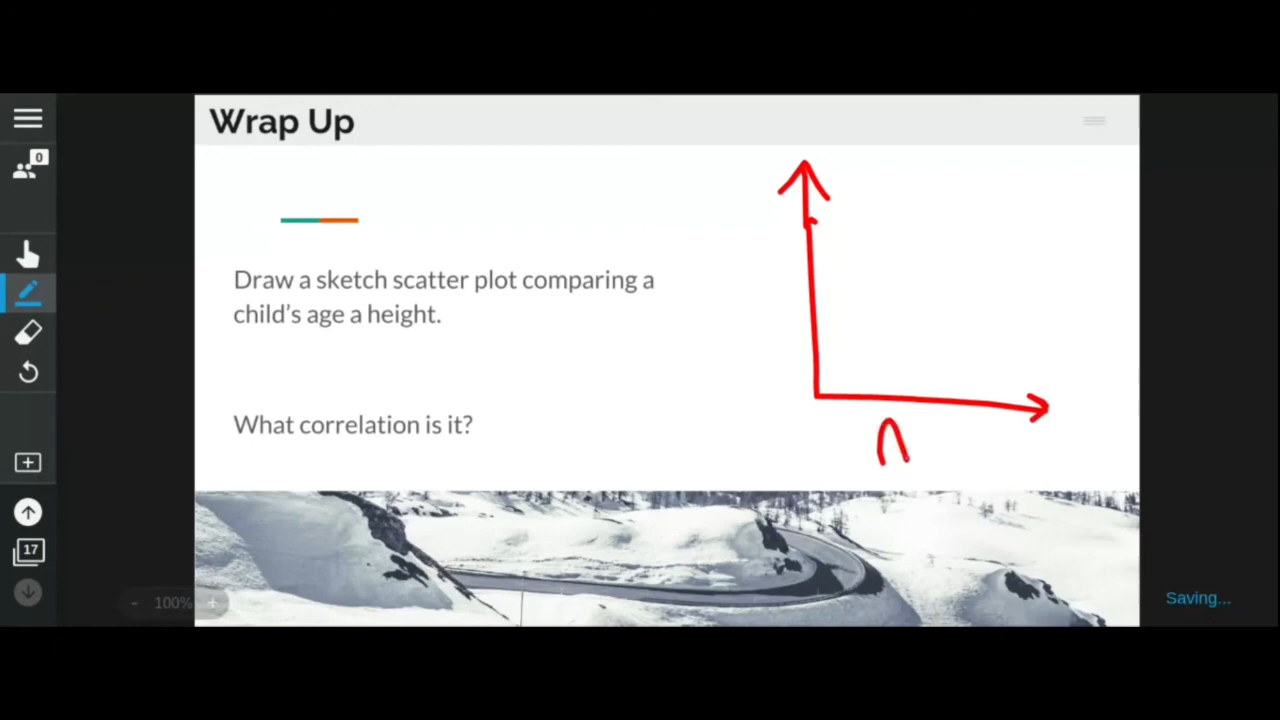 0
Wrap Up
Draw a sketch scatter plot comparing a
child's age a height.
What correlation is it?
17
- 100% +
Saving...